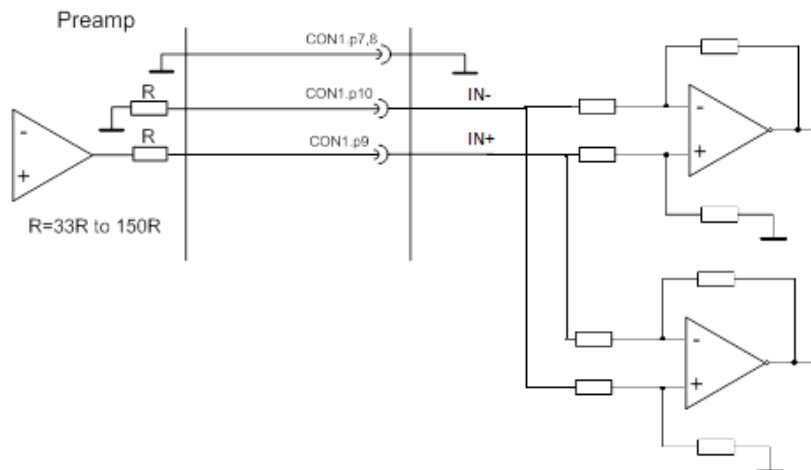 Preamp
CON1.p7,8
R
CON1.p10
IN-
R
CON1.p9
IN+
-
+
R=33R to 150R
-
+
-
+